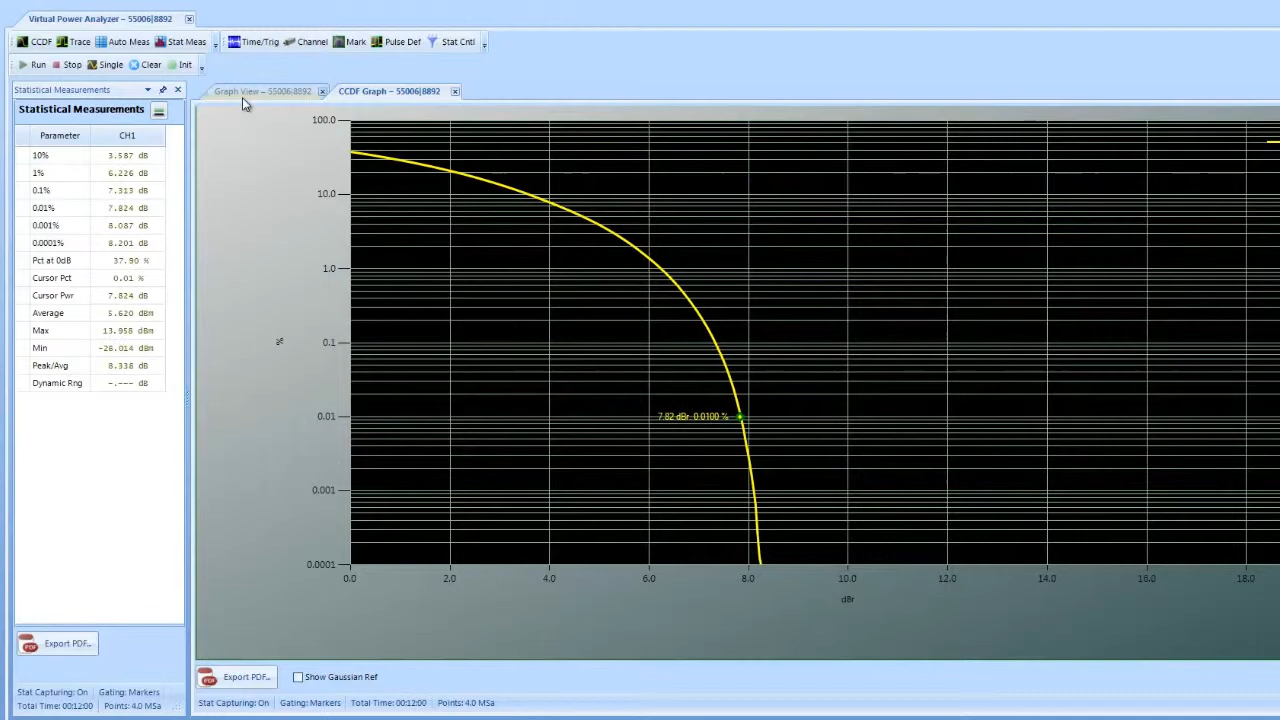 Virtual Power Analyzer – 55006|8892
CCDF Trace Auto Meas Stat Meas Time/Trig Channel Mark Pulse Def Stat Cntl
Run Stop Single Clear Init
Statistical Measurements
Graph View – 55006|8892
CCDF Graph – 55006|8892
Statistical Measurements
Parameter CH1
10% 3.587 dB
1% 6.226 dB
0.1% 7.313 dB
0.01% 7.824 dB
0.001% 8.087 dB
0.0001% 8.201 dB
Pct at 0dB 37.90 %
Cursor Pct 0.01 %
Cursor Pwr 7.824 dB
Average 5.620 dBm
Max 13.958 dBm
Min -26.014 dBm
Peak/Avg 8.338 dB
Dynamic Rng -.--- dB
Export PDF...
Stat Capturing: On Gating: Markers
Total Time: 00:12:00 Points: 4.0 MSa
100.0
10.0
1.0
%
0.1
0.01
7.82 dBr: 0.0100 %
0.001
0.0001
0.0 2.0 4.0 6.0 8.0 10.0 12.0 14.0 16.0 18.0
dBr
Export PDF...
Show Gaussian Ref
Stat Capturing: On Gating: Markers Total Time: 00:12:00 Points: 4.0 MSa